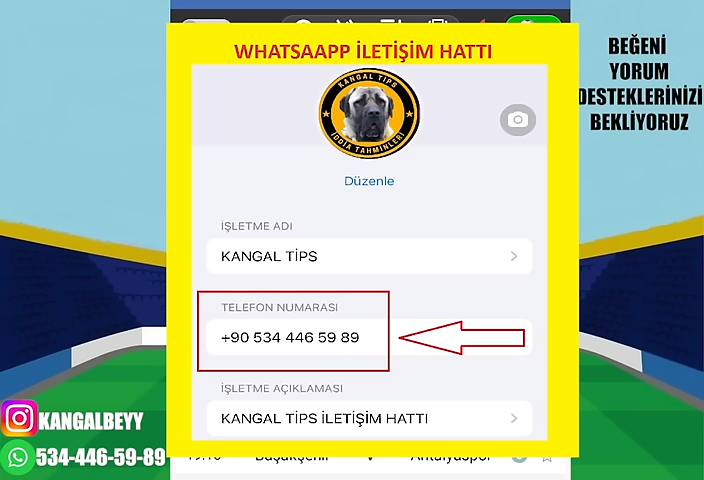 WHATSAAPP İLETİŞİM HATTI
BEĞENİ
YORUM
DESTEKLERİNİZİ
BEKLİYORUZ
KANGAL TIPS
İDDİA TAHMİNLERİ
Düzenle
İŞLETME ADI
KANGAL TİPS
TELEFON NUMARASI
+90 534 446 59 89
İŞLETME AÇIKLAMASI
KANGAL TİPS İLETİŞİM HATTI
KANGALBEYY
534-446-59-89
Başakşehir
Antalyaspor